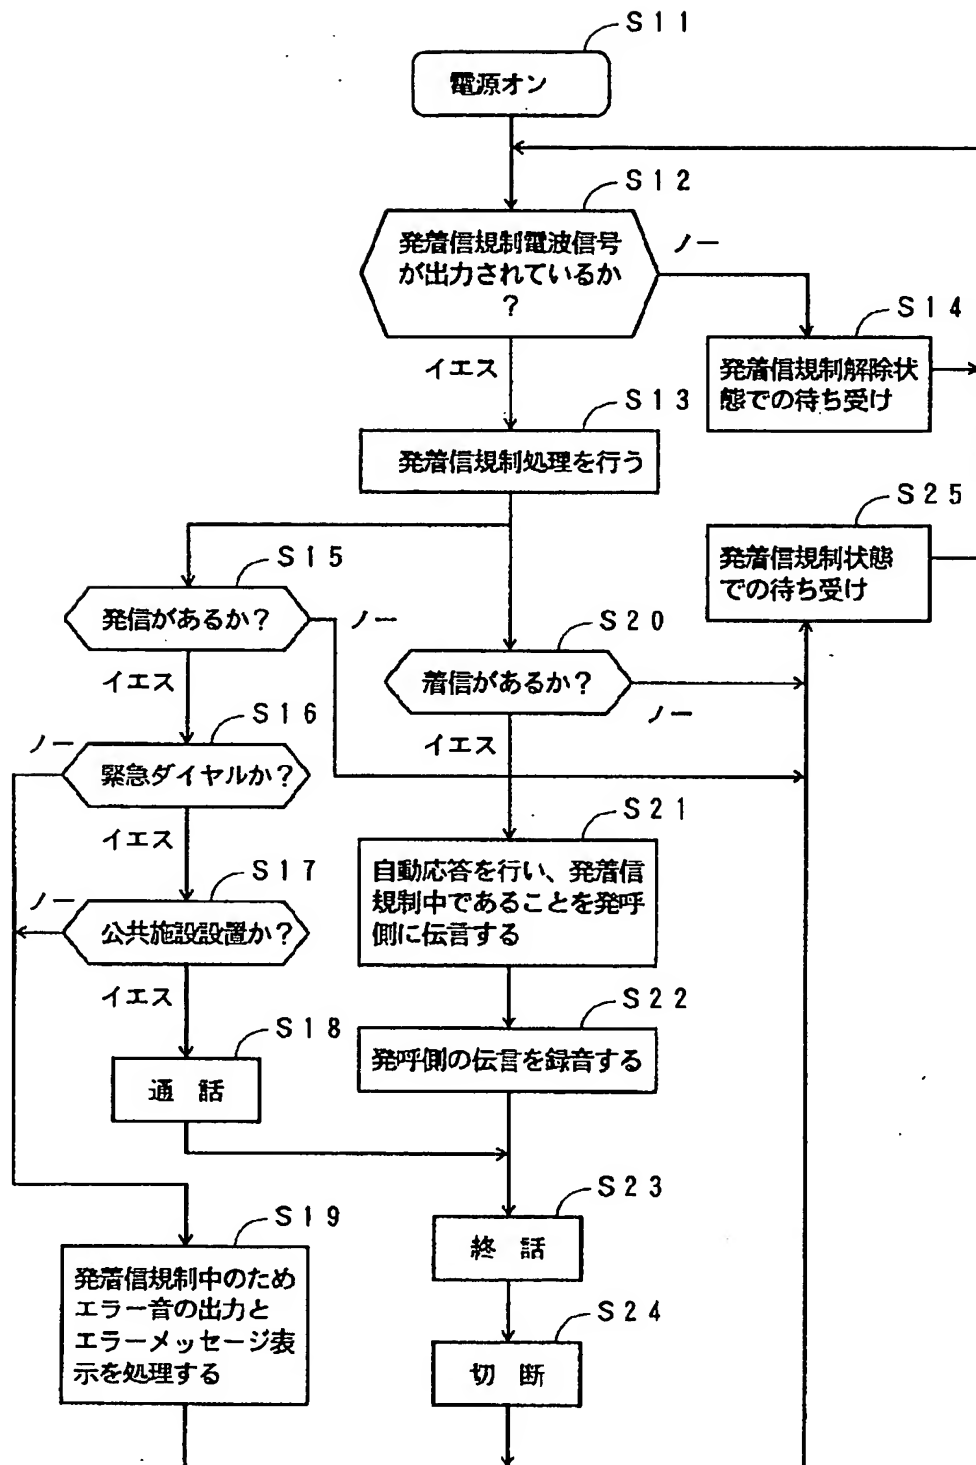 S11
電源オン
S12
発着信規制電波信号
が出力されているか
?
ノー
イエス
S14
発着信規制解除状
態での待ち受け
S13
発着信規制処理を行う
S25
発着信規制状態
での待ち受け
S15
発信があるか?
ノー
イエス
S20
着信があるか?
ノー
イエス
S16
緊急ダイヤルか?
ノー
イエス
S17
公共施設設置か?
ノー
イエス
S21
自動応答を行い、発着信
規制中であることを発呼
側に伝言する
S22
発呼側の伝言を録音する
S18
通 話
S23
終 話
S19
発着信規制中のため
エラー音の出力と
エラーメッセージ表
示を処理する
S24
切 断